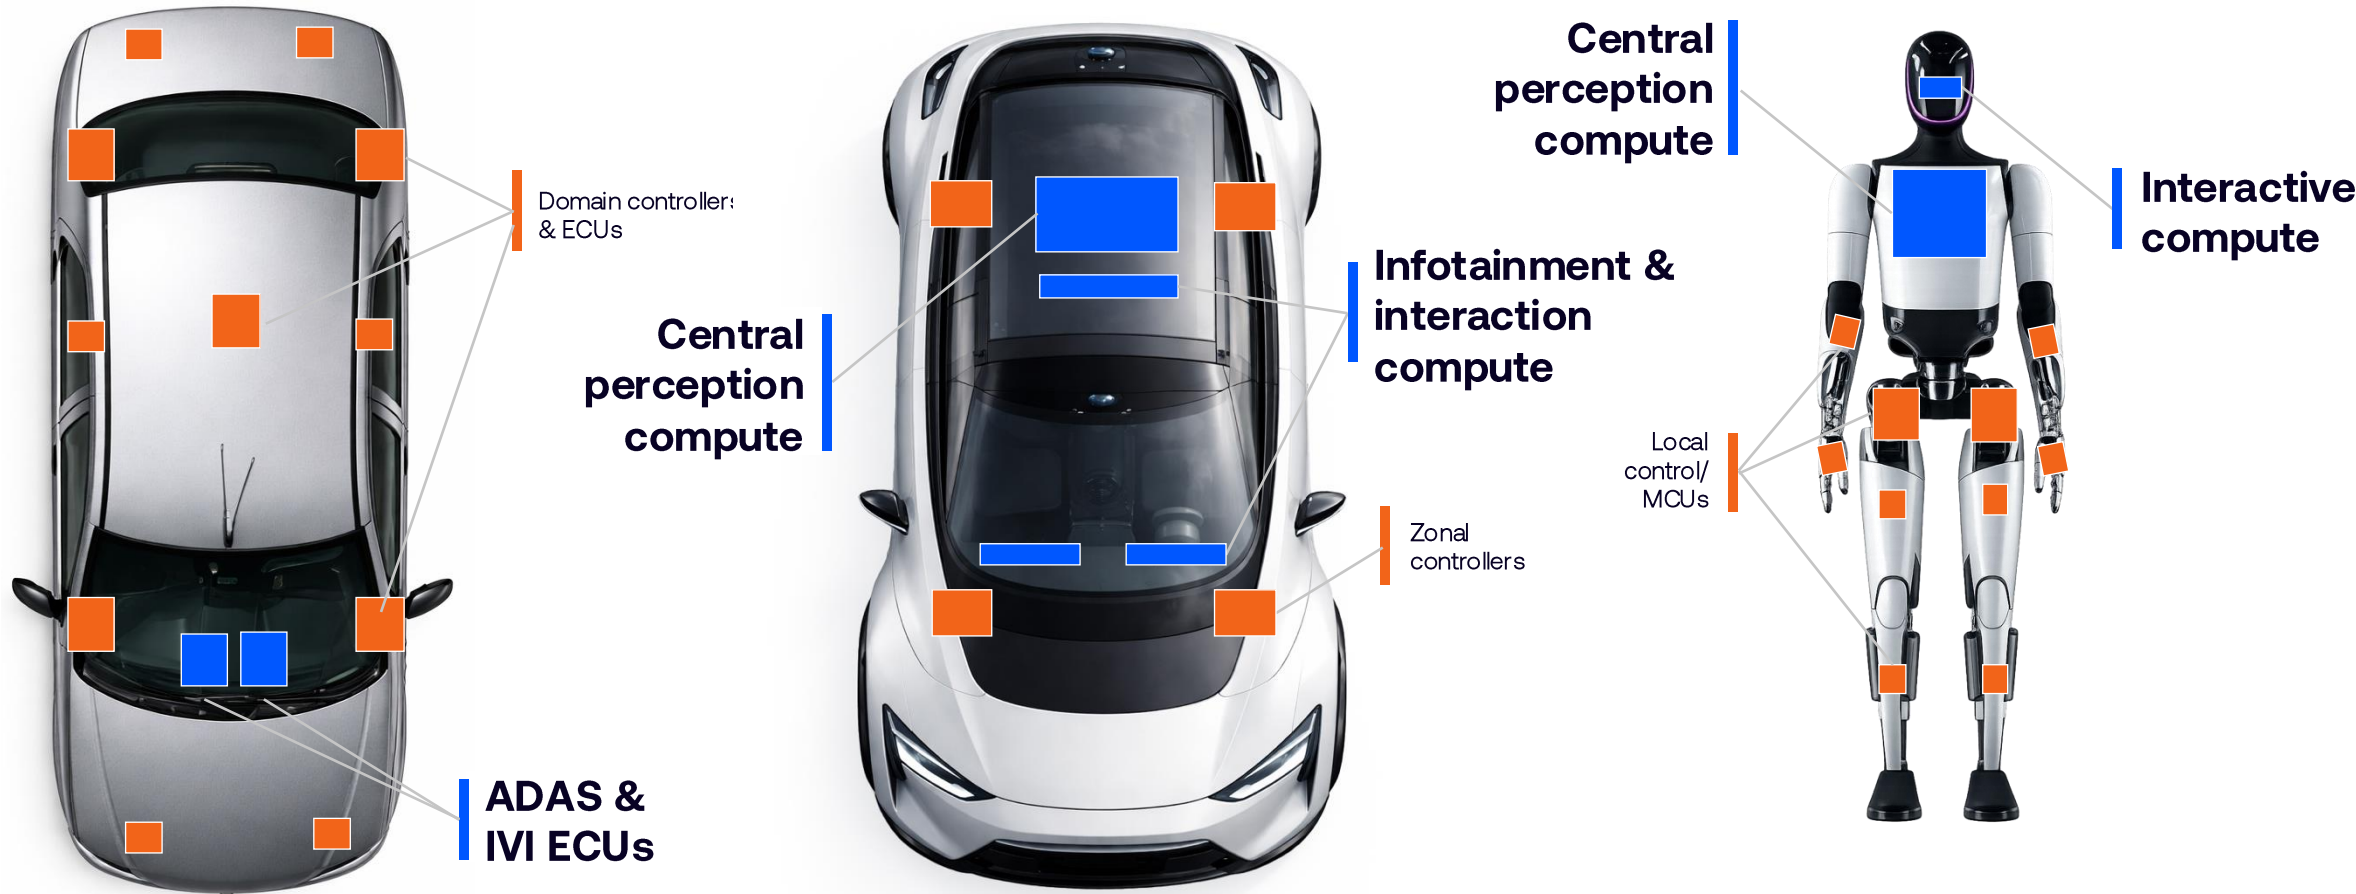 Domain controllers
& ECUs
ADAS &
IVI ECUs
Central
perception
compute
Infotainment &
interaction
compute
Zonal
controllers
Central
perception
compute
Interactive
compute
Local
control/
MCUs